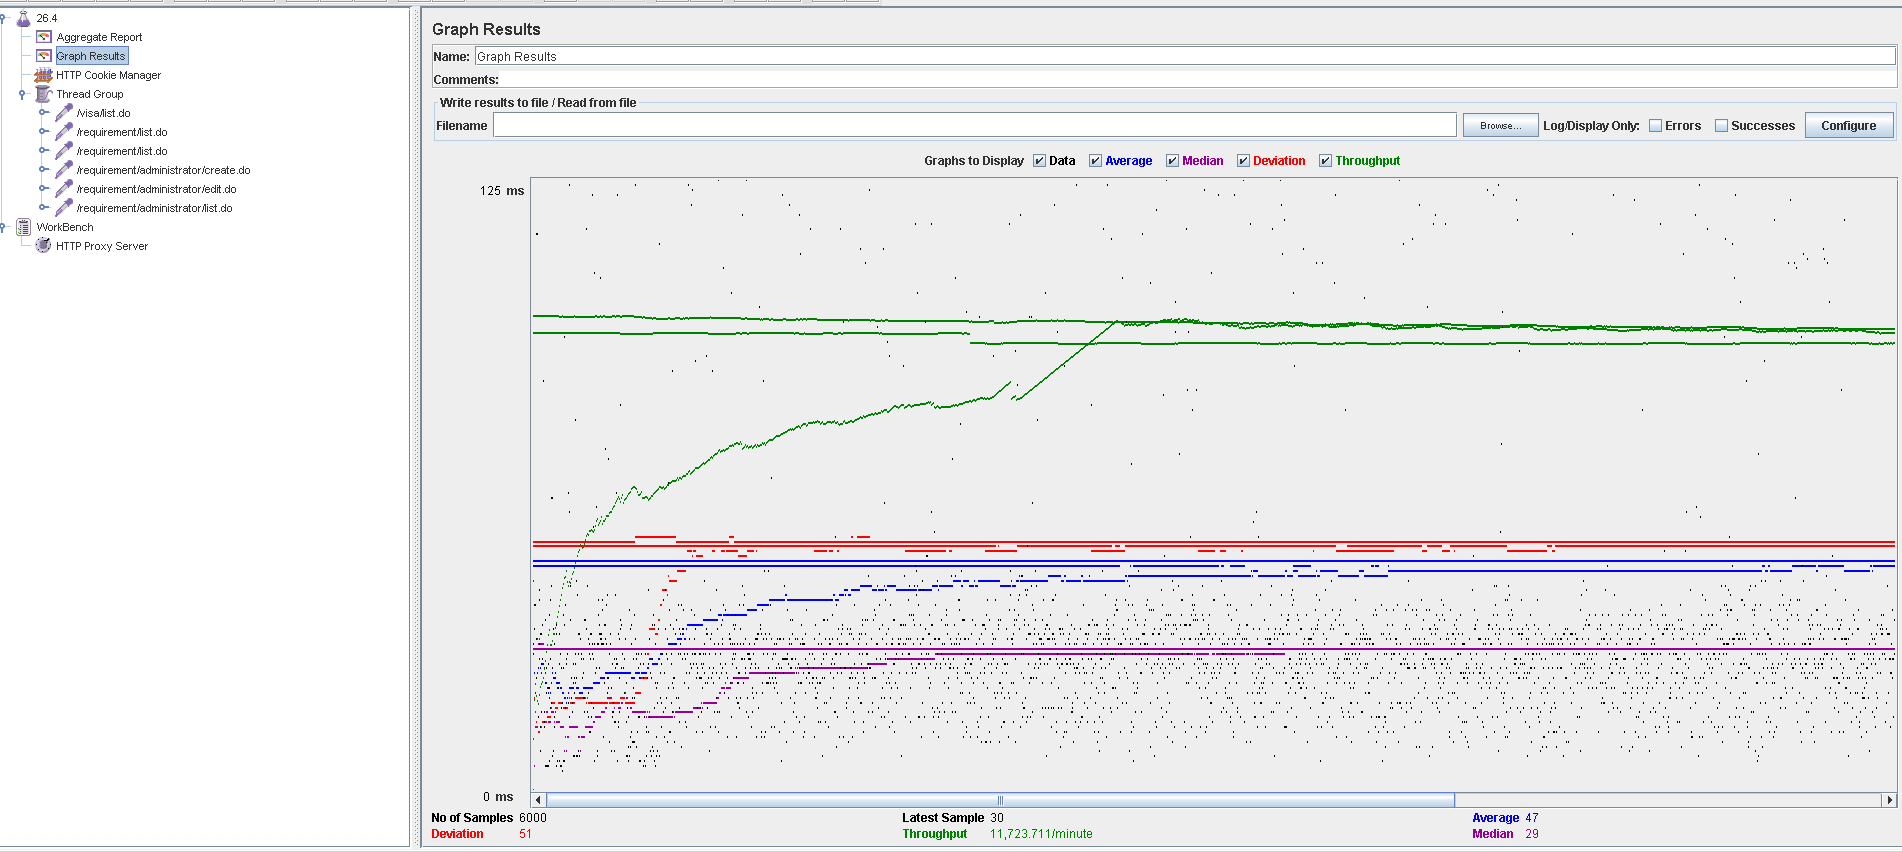 26.4
Aggregate Report
Graph Results
HTTP Cookie Manager
Thread Group
/visa/list.do
/requirement/list.do
/requirement/list.do
/requirement/administrator/create.do
/requirement/administrator/edit.do
/requirement/administrator/list.do
WorkBench
HTTP Proxy Server
Graph Results
Name: Graph Results
Comments:
Write results to file / Read from file
Filename Browse... Log/Display Only: Errors Successes Configure
Graphs to Display Data Average Median Deviation Throughput
125 ms
0 ms
No of Samples 6000 Latest Sample 30 Average 47
Deviation 51 Throughput 11,723.711/minute Median 29